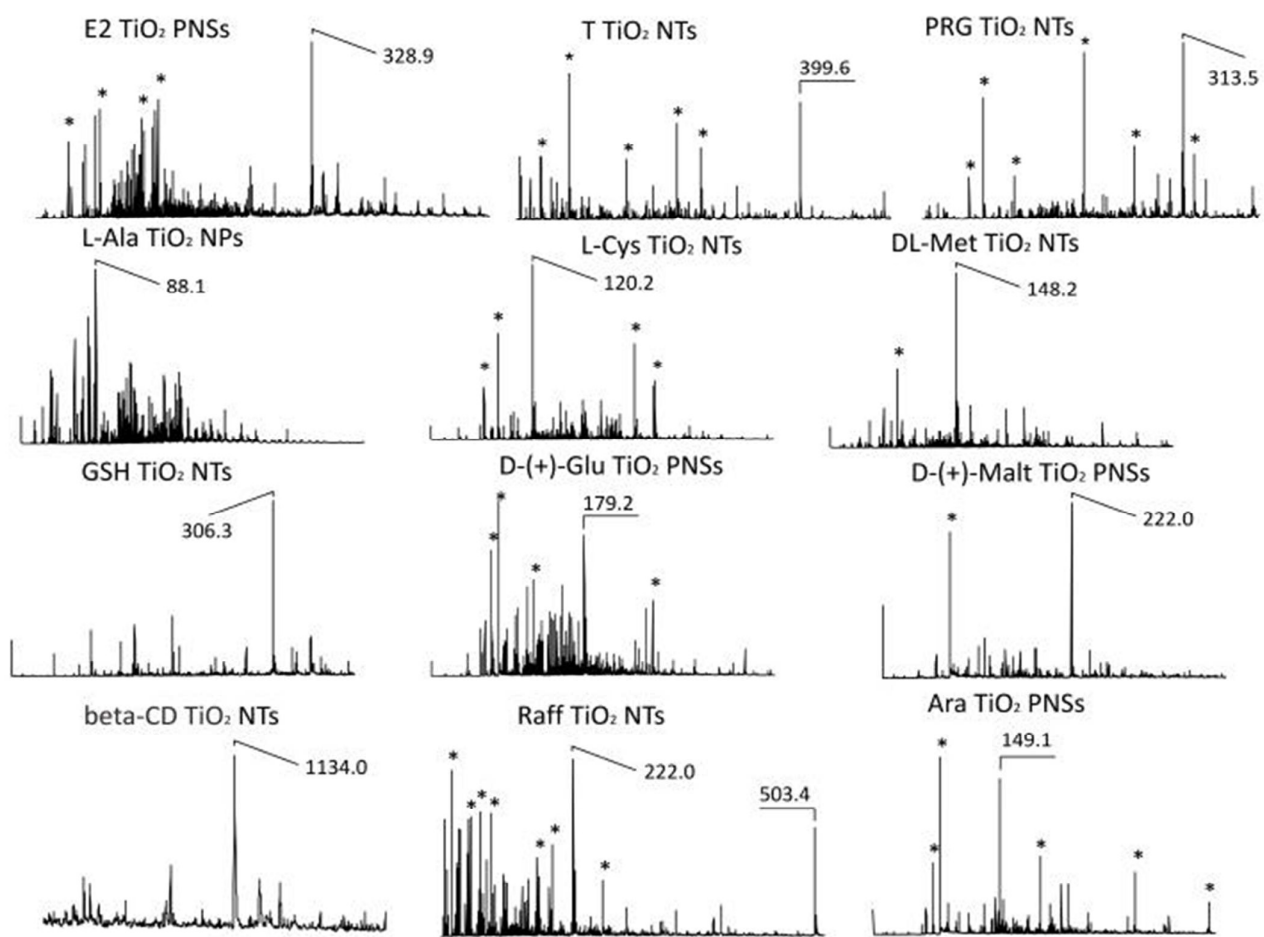 E2 TiO₂ PNSs
328.9
* * * *
T TiO₂ NTs
399.6
* * * * *
PRG TiO₂ NTs
313.5
* * * * * *
L-Ala TiO₂ NPs
88.1
L-Cys TiO₂ NTs
120.2
* * * *
DL-Met TiO₂ NTs
148.2
*
GSH TiO₂ NTs
306.3
D-(+)-Glu TiO₂ PNSs
179.2
* * * *
D-(+)-Malt TiO₂ PNSs
222.0
*
beta-CD TiO₂ NTs
1134.0
Raff TiO₂ NTs
222.0
503.4
* * * * * * *
Ara TiO₂ PNSs
149.1
* * * * *